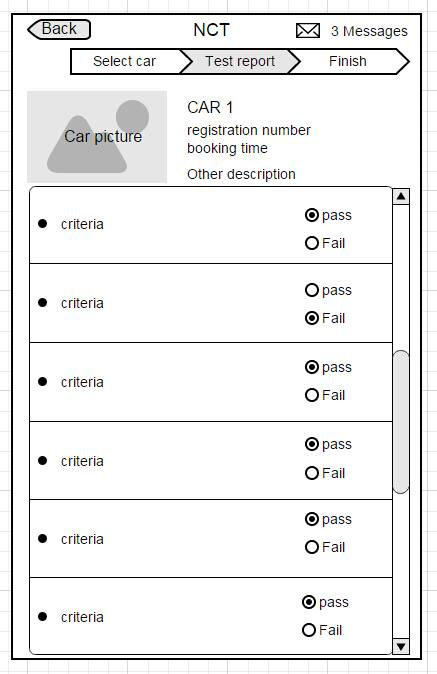 Back NCT 3 Messages
Select car Test report Finish
Car picture
CAR 1
registration number
booking time
Other description
criteria pass
Fail
criteria pass
Fail
criteria pass
Fail
criteria pass
Fail
criteria pass
Fail
criteria pass
Fail